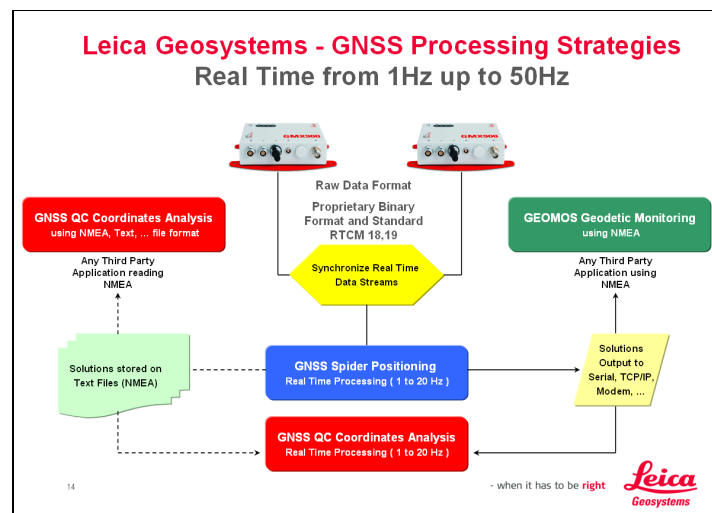 Leica Geosystems - GNSS Processing Strategies
Real Time from 1Hz up to 50Hz
GMX900
GMX900
Raw Data Format
Proprietary Binary
Format and Standard
RTCM 18,19
GNSS QC Coordinates Analysis
using NMEA, Text, ... file format
GEOMOS Geodetic Monitoring
using NMEA
Any Third Party
Application reading
NMEA
Synchronize Real Time
Data Streams
Any Third Party
Application using
NMEA
Solutions stored on
Text Files (NMEA)
GNSS Spider Positioning
Real Time Processing ( 1 to 20 Hz )
Solutions
Output to
Serial, TCP/IP,
Modem, ...
GNSS QC Coordinates Analysis
Real Time Processing ( 1 to 20 Hz )
14
- when it has to be right
Leica
Geosystems